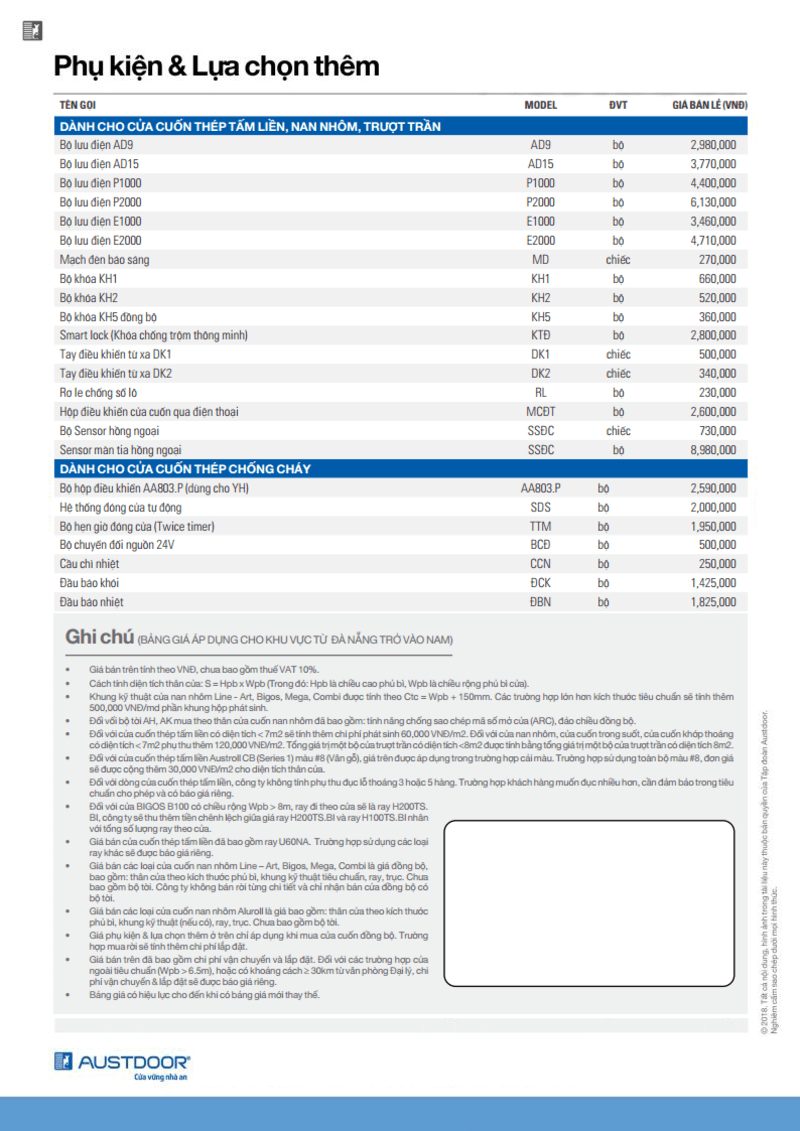 Phụ kiện & Lựa chọn thêm
TÊN GỌI MODEL ĐVT GIÁ BÁN LẺ (VNĐ)
DÀNH CHO CỬA CUỐN THÉP TẤM LIỀN, NAN NHÔM, TRƯỢT TRẦN
Bộ lưu điện AD9 AD9 bộ 2,980,000
Bộ lưu điện AD15 AD15 bộ 3,770,000
Bộ lưu điện P1000 P1000 bộ 4,400,000
Bộ lưu điện P2000 P2000 bộ 6,130,000
Bộ lưu điện E1000 E1000 bộ 3,460,000
Bộ lưu điện E2000 E2000 bộ 4,710,000
Mạch đèn báo sáng MD chiếc 270,000
Bộ khóa KH1 KH1 bộ 660,000
Bộ khóa KH2 KH2 bộ 520,000
Bộ khóa KH5 đồng bộ KH5 bộ 360,000
Smart lock (Khóa chống trộm thông minh) KTĐ bộ 2,800,000
Tay điều khiển từ xa DK1 DK1 chiếc 500,000
Tay điều khiển từ xa DK2 DK2 chiếc 340,000
Rơ le chống sổ lô RL bộ 230,000
Hộp điều khiển cửa cuốn qua điện thoại MCĐT bộ 2,600,000
Bộ Sensor hồng ngoại SSĐC chiếc 730,000
Sensor màn tia hồng ngoại SSĐC bộ 8,980,000
DÀNH CHO CỬA CUỐN THÉP CHỐNG CHÁY
Bộ hộp điều khiển AA803.P (dùng cho YH) AA803.P bộ 2,590,000
Hệ thống đóng cửa tự động SDS bộ 2,000,000
Bộ hẹn giờ đóng cửa (Twice timer) TTM bộ 1,950,000
Bộ chuyển đổi nguồn 24V BCĐ bộ 500,000
Cầu chì nhiệt CCN bộ 250,000
Đầu báo khói ĐCK bộ 1,425,000
Đầu báo nhiệt ĐBN bộ 1,825,000
Ghi chú (BẢNG GIÁ ÁP DỤNG CHO KHU VỰC TỪ ĐÀ NẴNG TRỞ VÀO NAM)
• Giá bán trên tính theo VNĐ, chưa bao gồm thuế VAT 10%.
• Cách tính diện tích thân cửa: S = Hpb x Wpb (Trong đó: Hpb là chiều cao phủ bì, Wpb là chiều rộng phủ bì cửa).
• Khung kỹ thuật cửa nan nhôm Line - Art, Bigos, Mega, Combi được tính theo Ctc = Wpb + 150mm. Các trường hợp lớn hơn kích thước tiêu chuẩn sẽ tính thêm
500,000 VNĐ/md phần khung hộp phát sinh.
• Đối với bộ tời AH, AK mua theo thân cửa cuốn nan nhôm đã bao gồm: tính năng chống sao chép mã số mở cửa (ARC), đảo chiều đồng bộ.
• Đối với cửa cuốn thép tấm liền có diện tích < 7m2 sẽ tính thêm chi phí phát sinh 60,000 VNĐ/m2. Đối với cửa nan nhôm, cửa cuốn trong suốt, cửa cuốn khớp thoáng
có diện tích < 7m2 phụ thu thêm 120,000 VNĐ/m2. Tổng giá trị một bộ cửa trượt trần có diện tích <8m2 được tính bằng tổng giá trị một bộ cửa trượt trần có diện tích 8m2.
• Đối với cửa cuốn thép tấm liền Austroll CB (Series 1) màu #8 (Vân gỗ), giá trên được áp dụng trong trường hợp cài màu. Trường hợp sử dụng toàn bộ màu #8, đơn giá
sẽ được cộng thêm 30,000 VNĐ/m2 cho diện tích thân cửa.
• Đối với dòng cửa cuốn thép tấm liền, công ty không tính phụ thu đục lỗ thoáng 3 hoặc 5 hàng. Trường hợp khách hàng muốn đục nhiều hơn, cần đảm bảo trong tiêu
chuẩn cho phép và có báo giá riêng.
• Đối với cửa BIGOS B100 có chiều rộng Wpb > 8m, ray đi theo cửa sẽ là ray H200TS.
BI, công ty sẽ thu thêm tiền chênh lệch giữa giá ray H200TS.BI và ray H100TS.BI nhân
với tổng số lượng ray theo cửa.
• Giá bán cửa cuốn thép tấm liền đã bao gồm ray U60NA. Trường hợp sử dụng các loại
ray khác sẽ được báo giá riêng.
• Giá bán các loại cửa cuốn nan nhôm Line – Art, Bigos, Mega, Combi là giá đồng bộ,
bao gồm: thân cửa theo kích thước phủ bì, khung kỹ thuật tiêu chuẩn, ray, trục. Chưa
bao gồm bộ tời. Công ty không bán rời từng chi tiết và chỉ nhận bán cửa đồng bộ có
bộ tời.
• Giá bán các loại cửa cuốn nan nhôm Aluroll là giá bao gồm: thân cửa theo kích thước
phủ bì, khung kỹ thuật (nếu có), ray, trục. Chưa bao gồm bộ tời.
• Giá phụ kiện & lựa chọn thêm ở trên chỉ áp dụng khi mua cửa cuốn đồng bộ. Trường
hợp mua rời sẽ tính thêm chi phí lắp đặt.
• Giá bán trên đã bao gồm chi phí vận chuyển và lắp đặt. Đối với các trường hợp cửa
ngoài tiêu chuẩn (Wpb > 6.5m), hoặc có khoảng cách ≥ 30km từ văn phòng Đại lý, chi
phí vận chuyển & lắp đặt sẽ được báo giá riêng.
• Bảng giá có hiệu lực cho đến khi có bảng giá mới thay thế.
© 2018. Tất cả nội dung, hình ảnh trong tài liệu này thuộc bản quyền của Tập đoàn Austdoor.
Nghiêm cấm sao chép dưới mọi hình thức.
AUSTDOOR®
Cửa vững nhà an